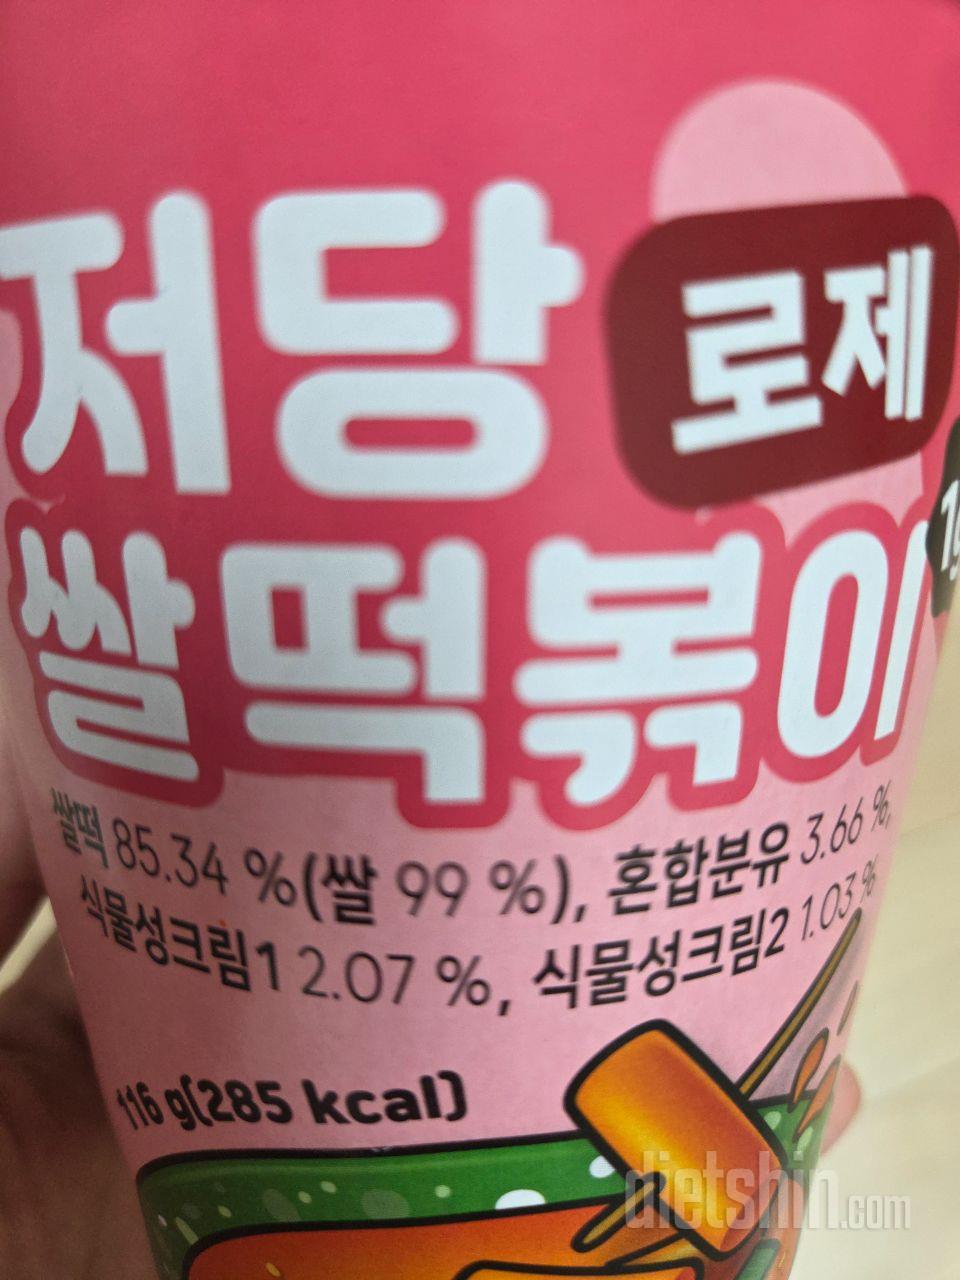 저당
로제
쌀떡볶이
1g
쌀떡 85.34 %(쌀 99 %), 혼합분유 3.66 %,
식물성크림1 2.07 %, 식물성크림2 1.03 %
116 g(285 kcal)
dietshin.com